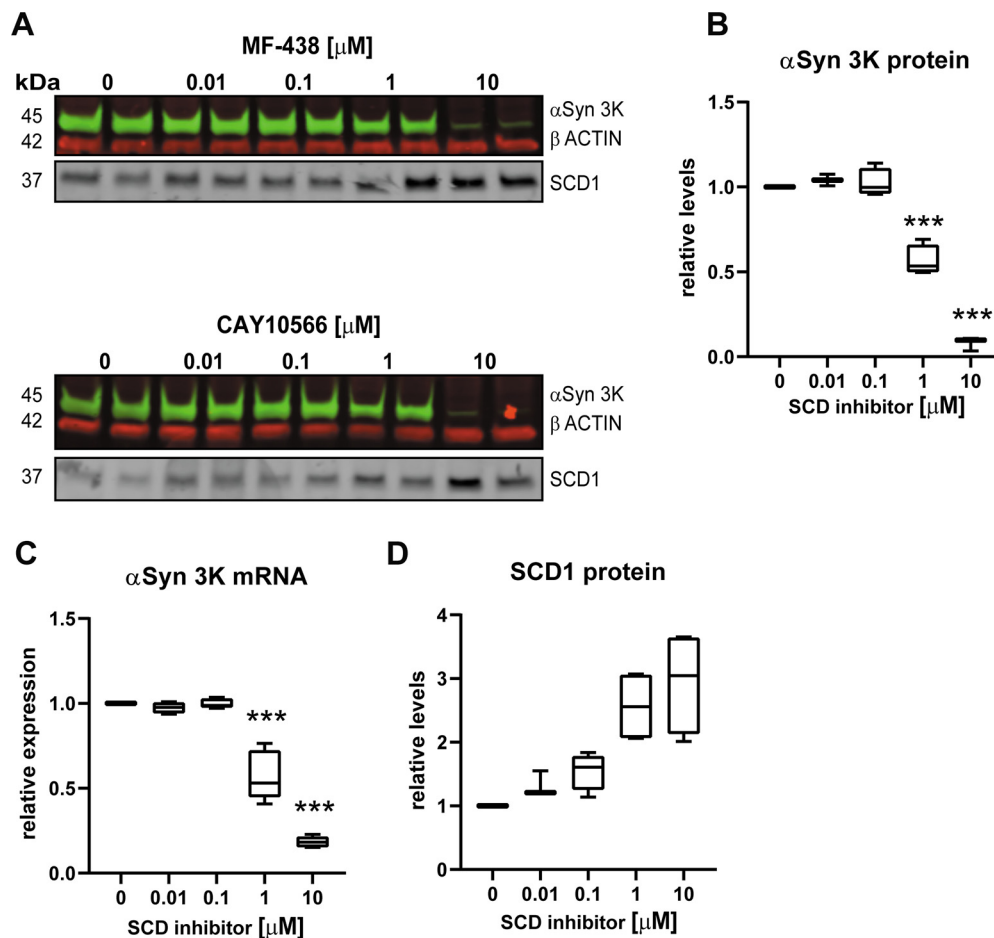 A
MF-438 [μM]
kDa 0 0.01 0.1 1 10
45 αSyn 3K
42 β ACTIN
37 SCD1
CAY10566 [μM]
0 0.01 0.1 1 10
45 αSyn 3K
42 β ACTIN
37 SCD1
B
αSyn 3K protein
relative levels
1.5
1.0
0.5
0.0
***
***
0 0.01 0.1 1 10
SCD inhibitor [μM]
C
αSyn 3K mRNA
relative expression
1.5
1.0
0.5
0.0
***
***
0 0.01 0.1 1 10
SCD inhibitor [μM]
D
SCD1 protein
relative levels
4
3
2
1
0
0 0.01 0.1 1 10
SCD inhibitor [μM]